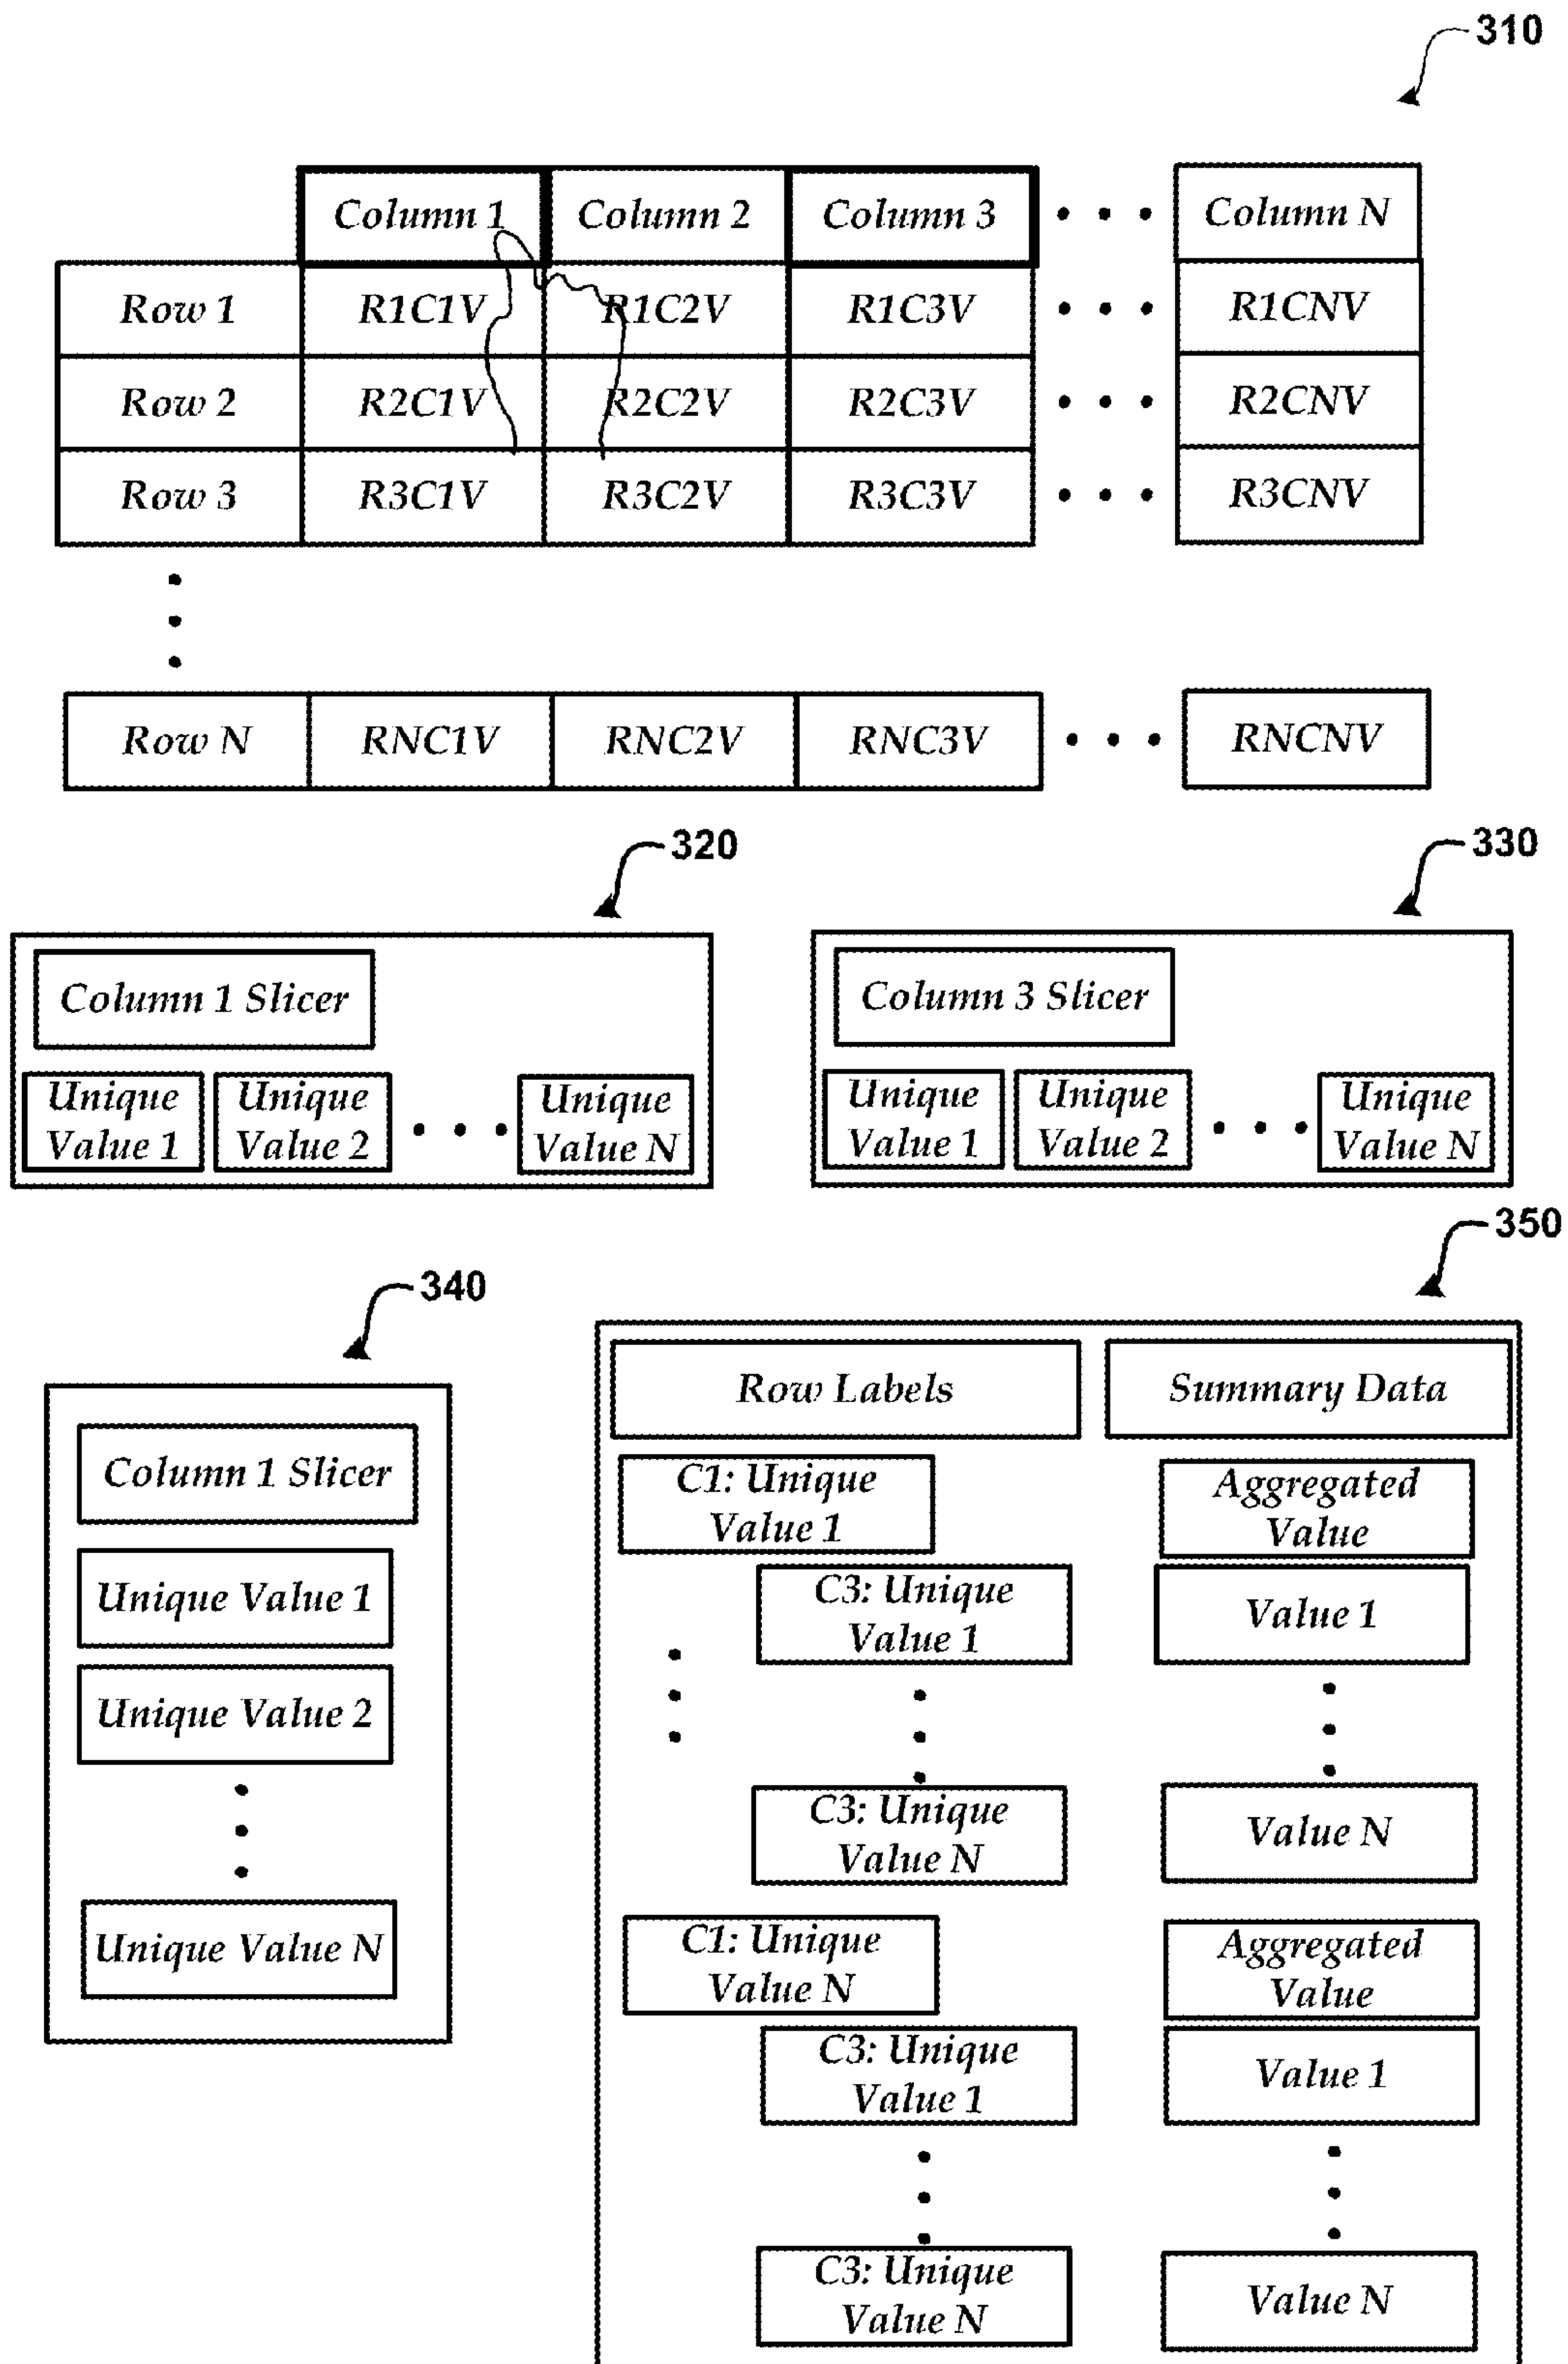 310
Column 1 Column 2 Column 3 • • • Column N
Row 1 R1C1V R1C2V R1C3V • • • R1CNV
Row 2 R2C1V R2C2V R2C3V • • • R2CNV
Row 3 R3C1V R3C2V R3C3V • • • R3CNV
Row N RNC1V RNC2V RNC3V • • • RNCNV
320
Column 1 Slicer
Unique Unique Unique
Value 1 Value 2 • • • Value N
330
Column 3 Slicer
Unique Unique Unique
Value 1 Value 2 • • • Value N
340
Column 1 Slicer
Unique Value 1
Unique Value 2
Unique Value N
350
Row Labels Summary Data
C1: Unique Aggregated
Value 1 Value
C3: Unique
Value 1
Value 1
C3: Unique
Value N
Value N
C1: Unique Aggregated
Value N Value
C3: Unique
Value 1
Value 1
C3: Unique
Value N
Value N